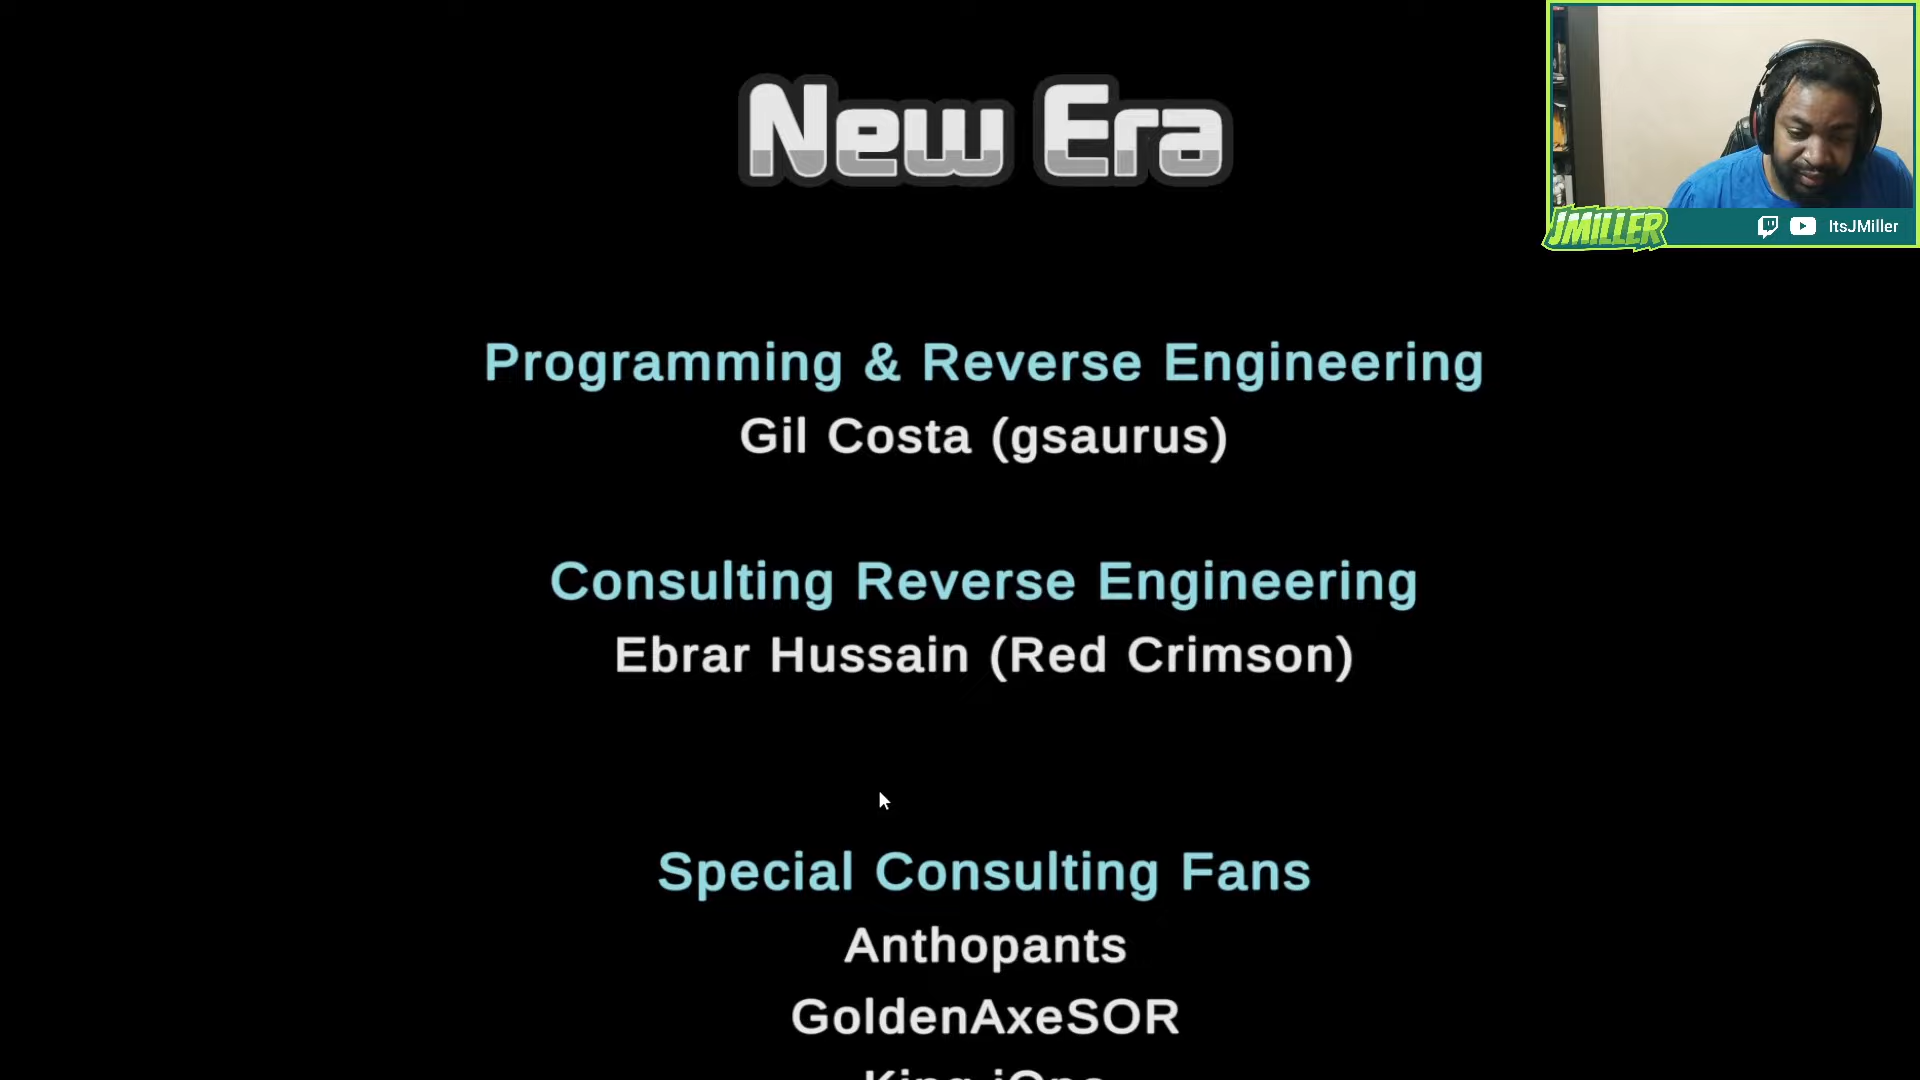 New Era
JMILLER
ItsJMiller
Programming & Reverse Engineering
Gil Costa (gsaurus)
Consulting Reverse Engineering
Ebrar Hussain (Red Crimson)
Special Consulting Fans
Anthopants
GoldenAxeSOR